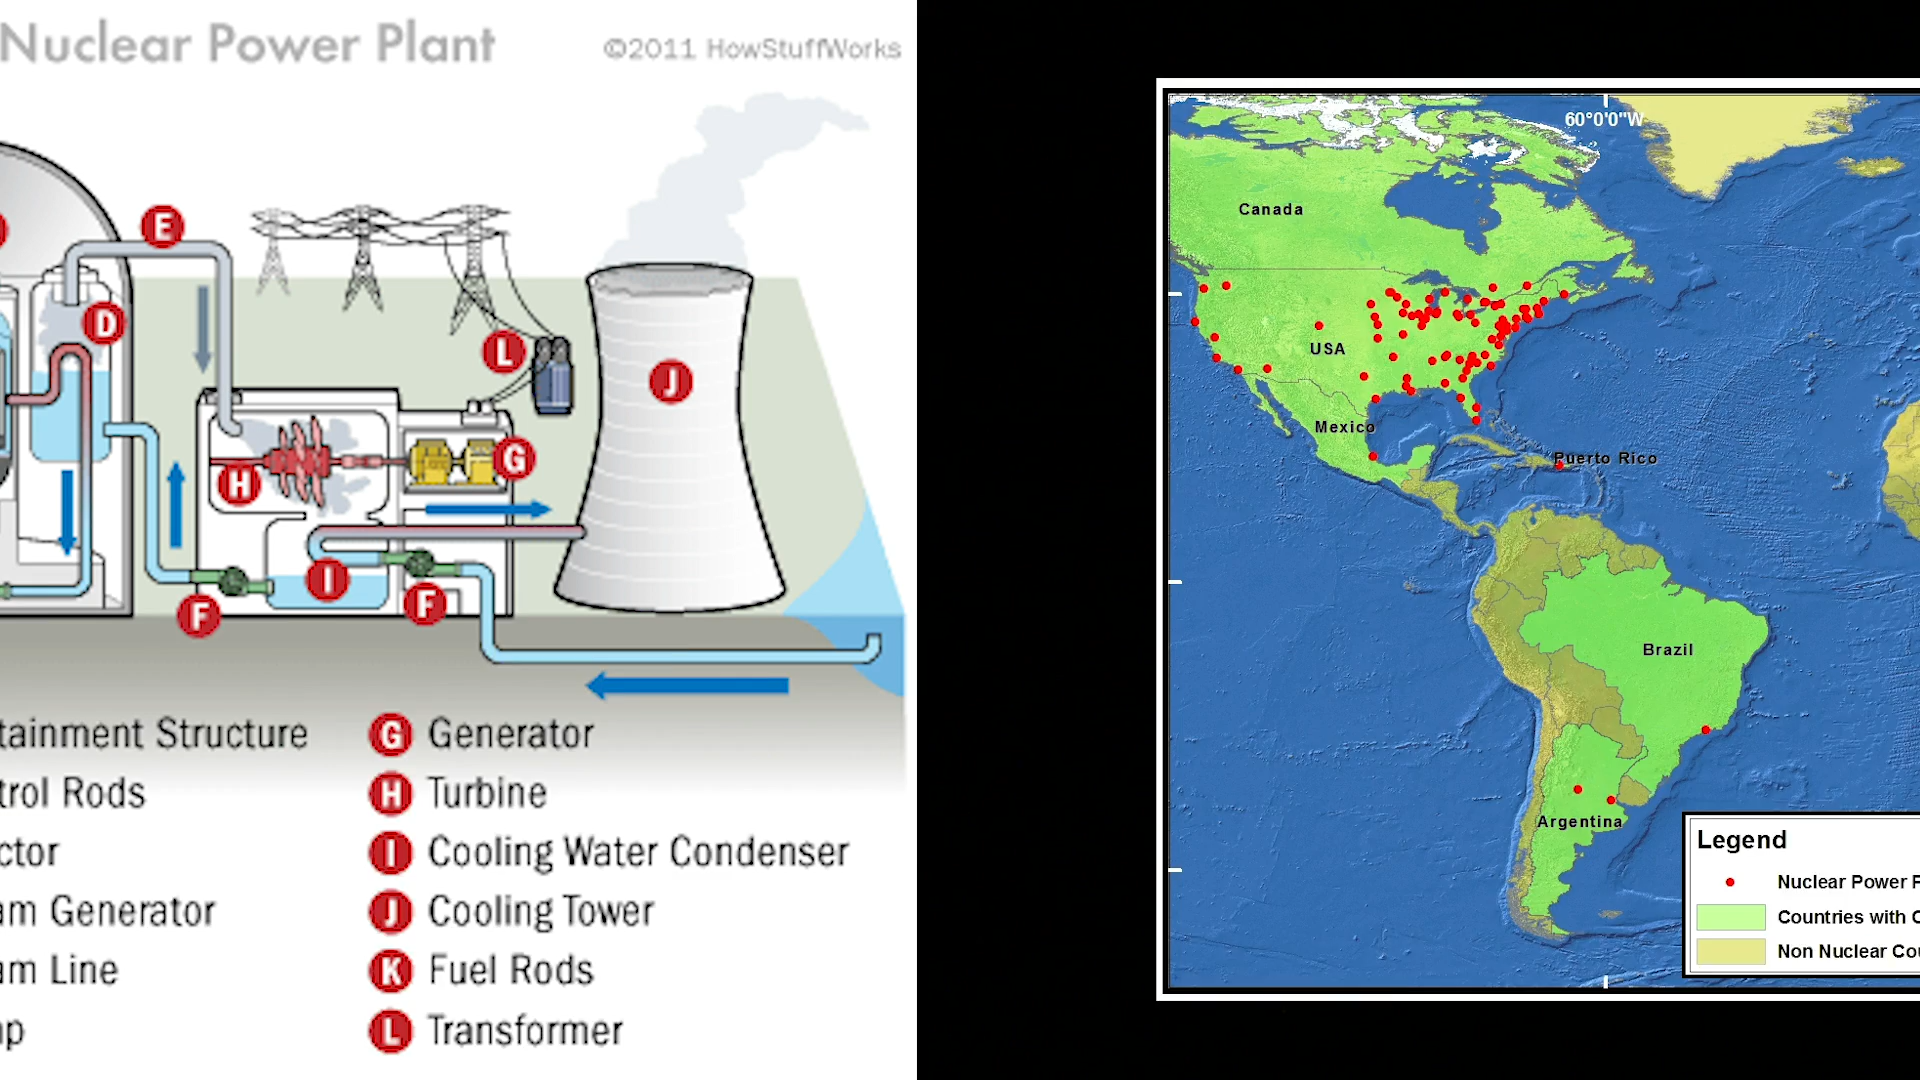 Nuclear Power Plant
©2011 HowStuffWorks
E
D
L
J
H
G
I
F
F
tainment Structure
trol Rods
ctor
am Generator
am Line
p
G Generator
H Turbine
I Cooling Water Condenser
J Cooling Tower
K Fuel Rods
L Transformer
60°0'0"W
Canada
USA
Mexico
Puerto Rico
Brazil
Argentina
Legend
Nuclear Power P
Countries with O
Non Nuclear Cou